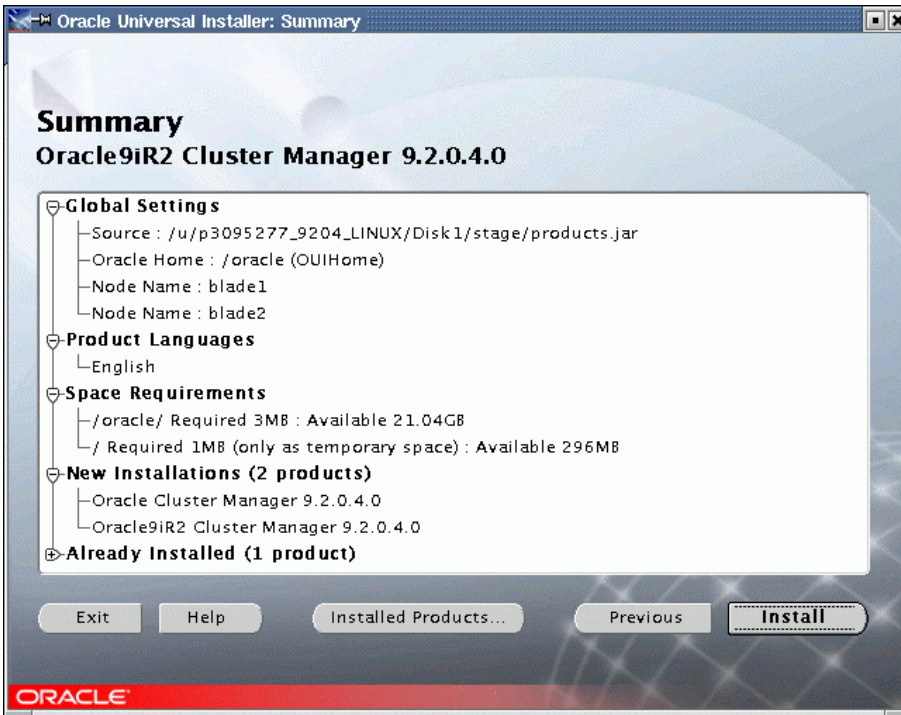 Oracle Universal Installer: Summary
Summary
Oracle9iR2 Cluster Manager 9.2.0.4.0
Global Settings
Source : /u/p3095277_9204_LINUX/Disk1/stage/products.jar
Oracle Home : /oracle (OUIHome)
Node Name : blade1
Node Name : blade2
Product Languages
English
Space Requirements
/oracle/ Required 3MB : Available 21.04GB
/ Required 1MB (only as temporary space) : Available 296MB
New Installations (2 products)
Oracle Cluster Manager 9.2.0.4.0
Oracle9iR2 Cluster Manager 9.2.0.4.0
Already Installed (1 product)
Exit Help Installed Products... Previous Install
ORACLE